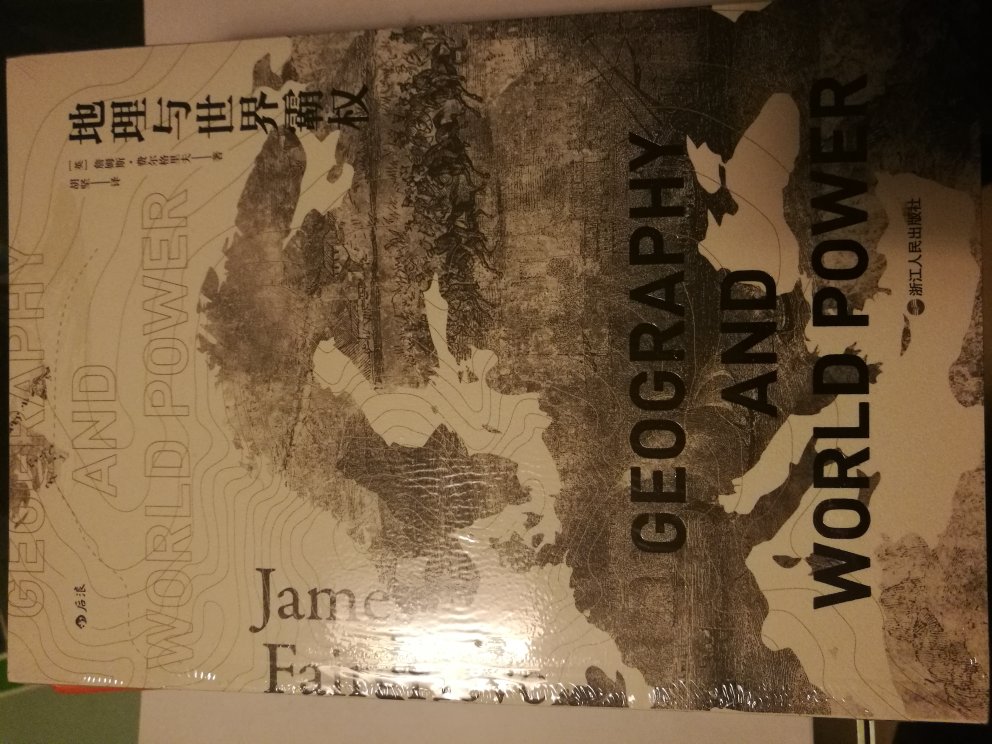 地理与世界霸权
[英] 詹姆斯·费尔格里夫 —— 著
胡坚 —— 译
GEOGRAPHY
AND
WORLD POWER
后浪
James
GEOGRAPHY
AND
WORLD POWER
浙江人民出版社